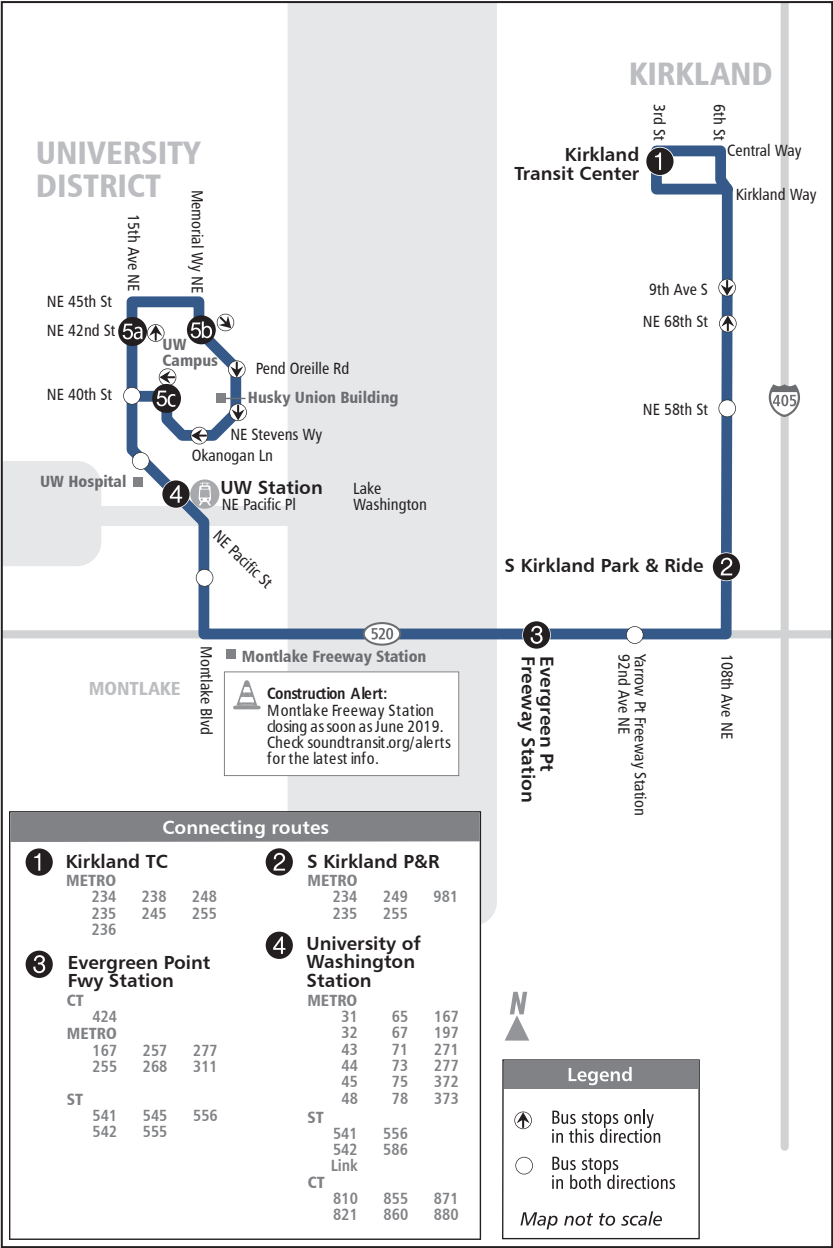 KIRKLAND
3rd St
6th St
Kirkland
Transit Center
1
Central Way
Kirkland Way
UNIVERSITY
DISTRICT
15th Ave NE
Memorial Wy NE
NE 45th St
NE 42nd St
5a
5b
UW
Campus
9th Ave S
NE 68th St
Pend Oreille Rd
NE 40th St
5c
Husky Union Building
NE 58th St
405
NE Stevens Wy
Okanogan Ln
UW Hospital
4
UW Station
NE Pacific Pl
Lake
Washington
NE Pacific St
S Kirkland Park & Ride
2
520
3
Montlake Freeway Station
MONTLAKE
Montlake Blvd
Evergreen Pt
Freeway Station
Yarrow Pt Freeway Station
92nd Ave NE
108th Ave NE
Construction Alert:
Montlake Freeway Station
closing as soon as June 2019.
Check soundtransit.org/alerts
for the latest info.
Connecting routes
1 Kirkland TC
METRO
234 238 248
235 245 255
236
2 S Kirkland P&R
METRO
234 249 981
235 255
3 Evergreen Point
Fwy Station
CT
424
METRO
167 257 277
255 268 311
ST
541 545 556
542 555
4 University of
Washington
Station
METRO
31 65 167
32 67 197
43 71 271
44 73 277
45 75 372
48 78 373
ST
541 556
542 586
Link
CT
810 855 871
821 860 880
N
Legend
Bus stops only
in this direction
Bus stops
in both directions
Map not to scale